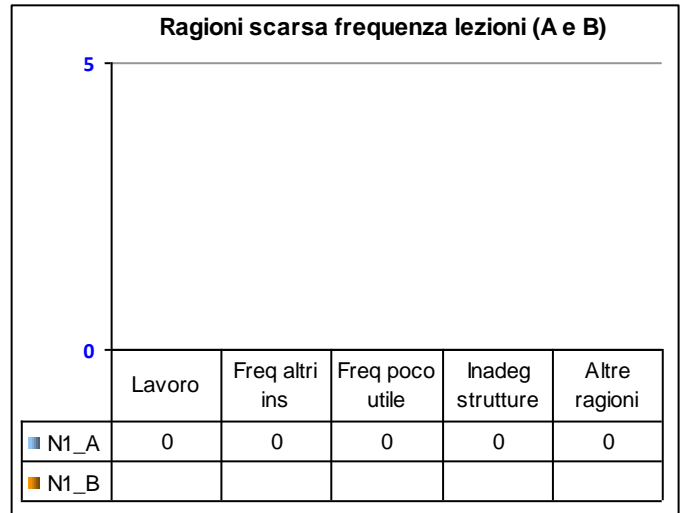 Ragioni scarsa frequenza lezioni (A e B)
5
0
Lavoro
Freq altri
ins
Freq poco
utile
Inadeg
strutture
Altre
ragioni
N1_A 0 0 0 0 0
N1_B